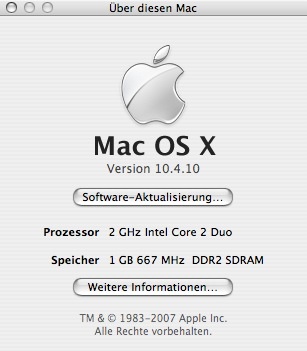 Über diesen Mac
Mac OS X
Version 10.4.10
Software-Aktualisierung...
Prozessor 2 GHz Intel Core 2 Duo
Speicher 1 GB 667 MHz DDR2 SDRAM
Weitere Informationen...
TM & © 1983-2007 Apple Inc.
Alle Rechte vorbehalten.